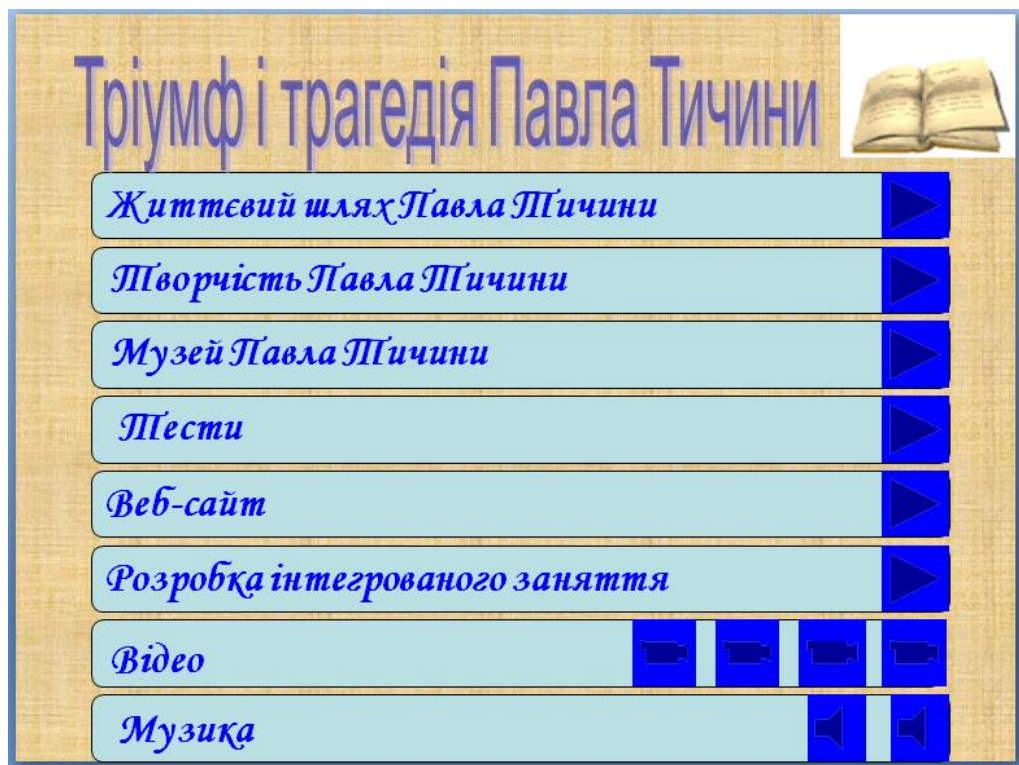 Тріумф і трагедія Павла Тичини
Життєвий шлях Павла Тичини
Творчість Павла Тичини
Музей Павла Тичини
Тести
Веб-сайт
Розробка інтегрованого заняття
Відео
Музика